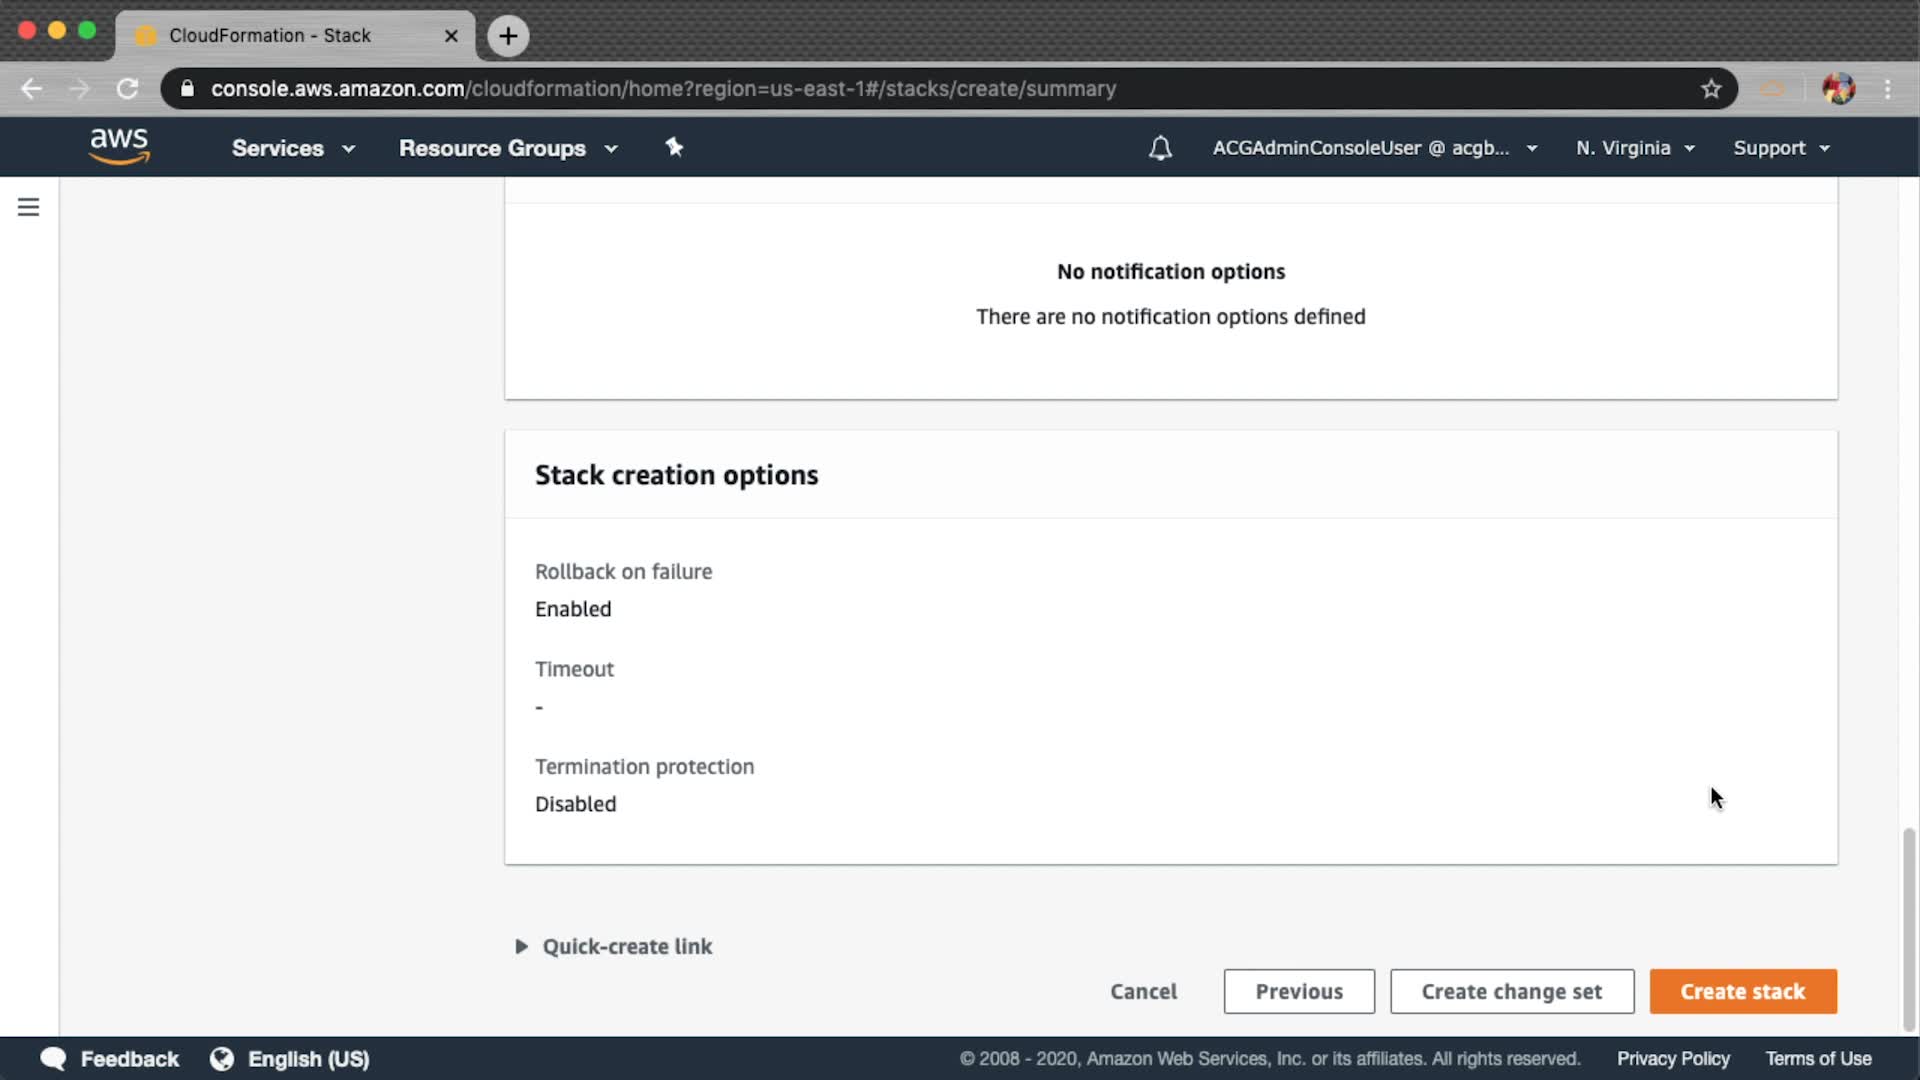 CloudFormation - Stack
console.aws.amazon.com/cloudformation/home?region=us-east-1#/stacks/create/summary
aws
Services
Resource Groups
ACGAdminConsoleUser @ acgb...
N. Virginia
Support
No notification options
There are no notification options defined
Stack creation options
Rollback on failure
Enabled
Timeout
-
Termination protection
Disabled
Quick-create link
Cancel
Previous
Create change set
Create stack
Feedback
English (US)
© 2008 - 2020, Amazon Web Services, Inc. or its affiliates. All rights reserved.
Privacy Policy
Terms of Use